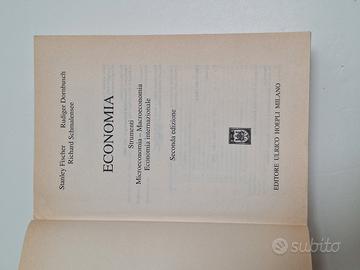 Stanley Fischer Rudiger Dornbusch
Richard Schmalensee
ECONOMIA
Strumenti
Microeconomia – Macroeconomia
Economia internazionale
Seconda edizione
EDITORE ULRICO HOEPLI MILANO
subito